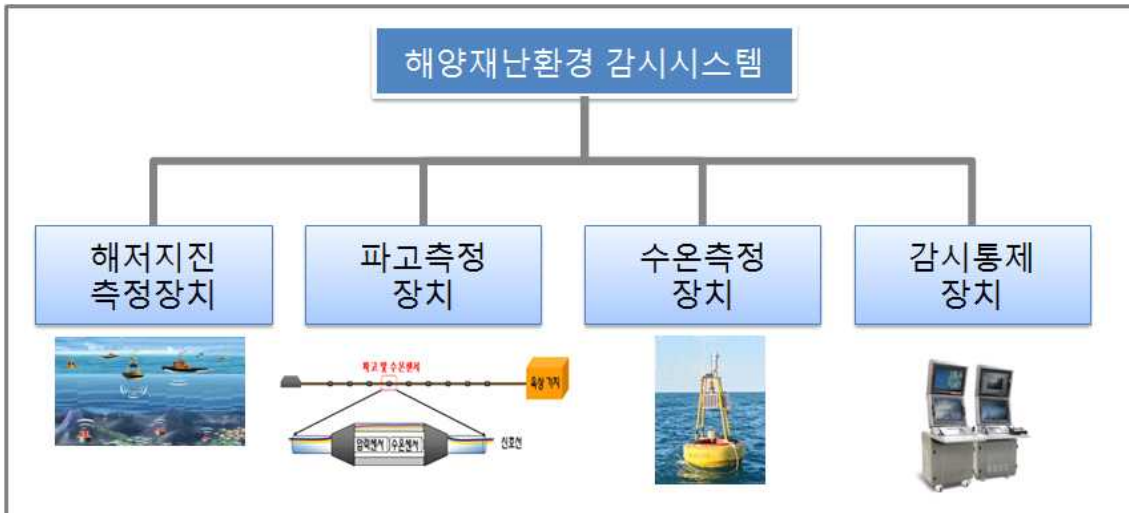 해양재난환경 감시시스템
해저지진
측정장치
파고측정
장치
수온측정
장치
감시통제
장치
파고 및 수온센서
육상 기지
압력센서 수온센서
신호선